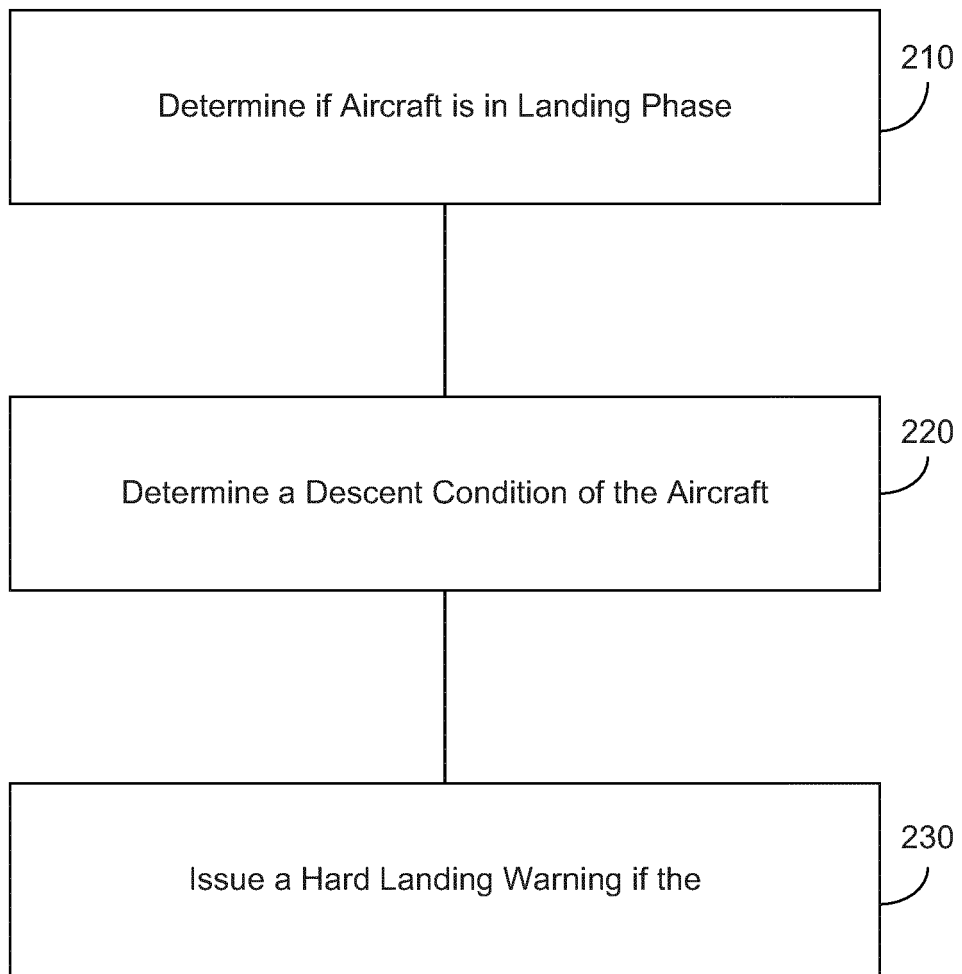 210
Determine if Aircraft is in Landing Phase
220
Determine a Descent Condition of the Aircraft
230
Issue a Hard Landing Warning if the